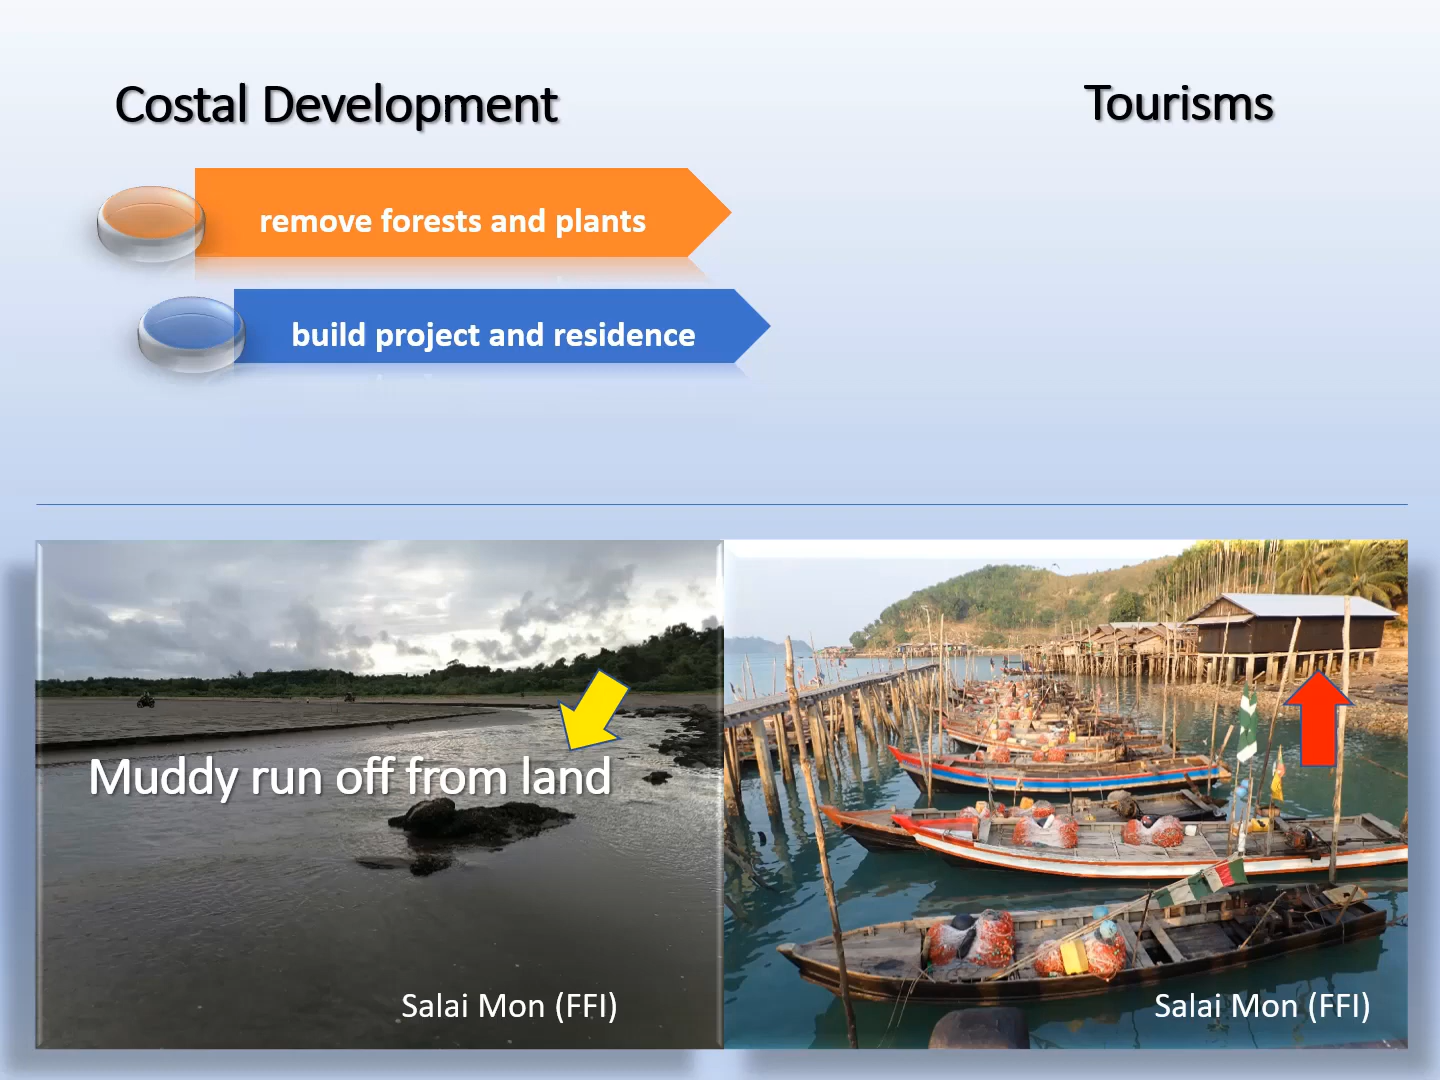 Costal Development
Tourisms
remove forests and plants
build project and residence
Muddy run off from land
Salai Mon (FFI)
Salai Mon (FFI)